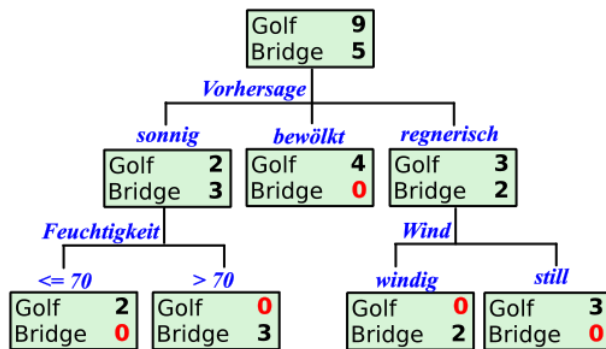 Golf 9
Bridge 5
Vorhersage
sonnig bewölkt regnerisch
Golf 2 Golf 4 Golf 3
Bridge 3 Bridge 0 Bridge 2
Feuchtigkeit Wind
<= 70 > 70 windig still
Golf 2 Golf 0 Golf 0 Golf 3
Bridge 0 Bridge 3 Bridge 2 Bridge 0